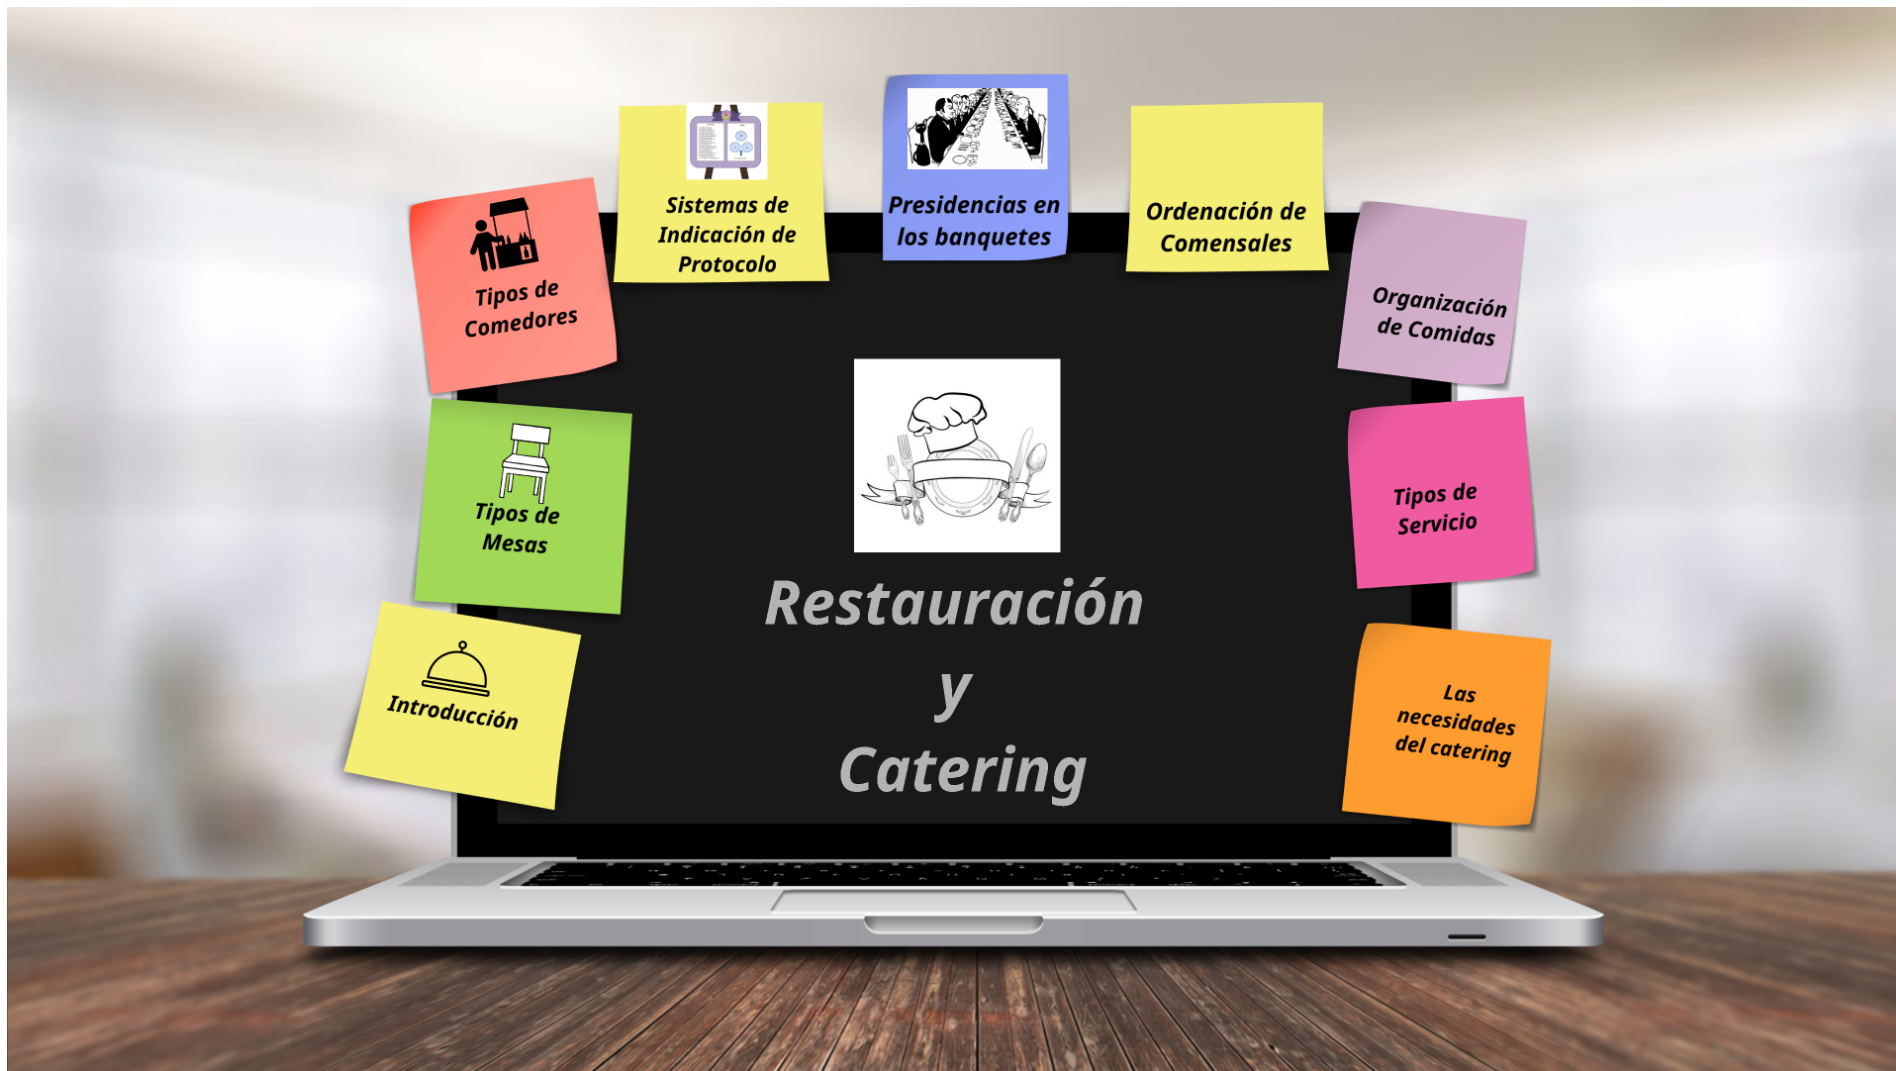 Sistemas de
Indicación de
Protocolo
Presidencias en
los banquetes
Ordenación de
Comensales
Tipos de
Comedores
Organización
de Comidas
Tipos de
Mesas
Tipos de
Servicio
Introducción
Las
necesidades
del catering
Restauración
y
Catering